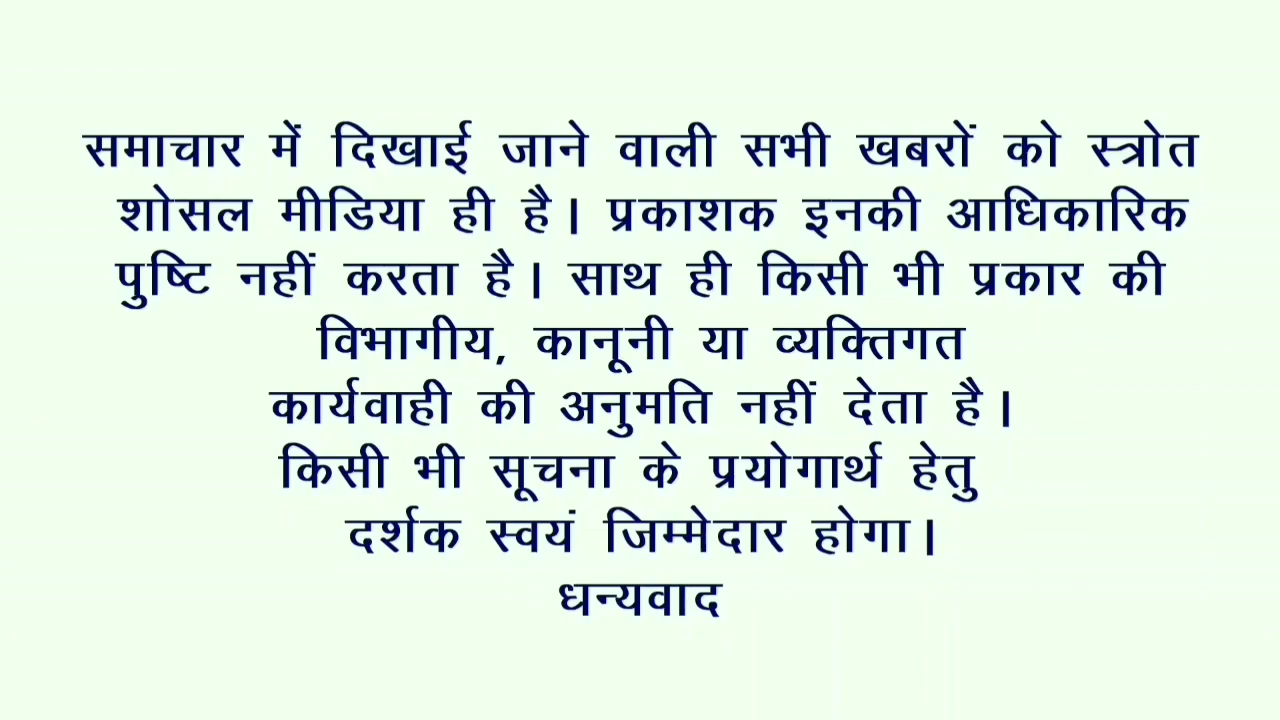 समाचार में दिखाई जाने वाली सभी खबरों को स्त्रोत
शोसल मीडिया ही है। प्रकाशक इनकी आधिकारिक
पुष्टि नहीं करता है। साथ ही किसी भी प्रकार की
विभागीय, कानूनी या व्यक्तिगत
कार्यवाही की अनुमति नहीं देता है।
किसी भी सूचना के प्रयोगार्थ हेतु
दर्शक स्वयं जिम्मेदार होगा।
धन्यवाद